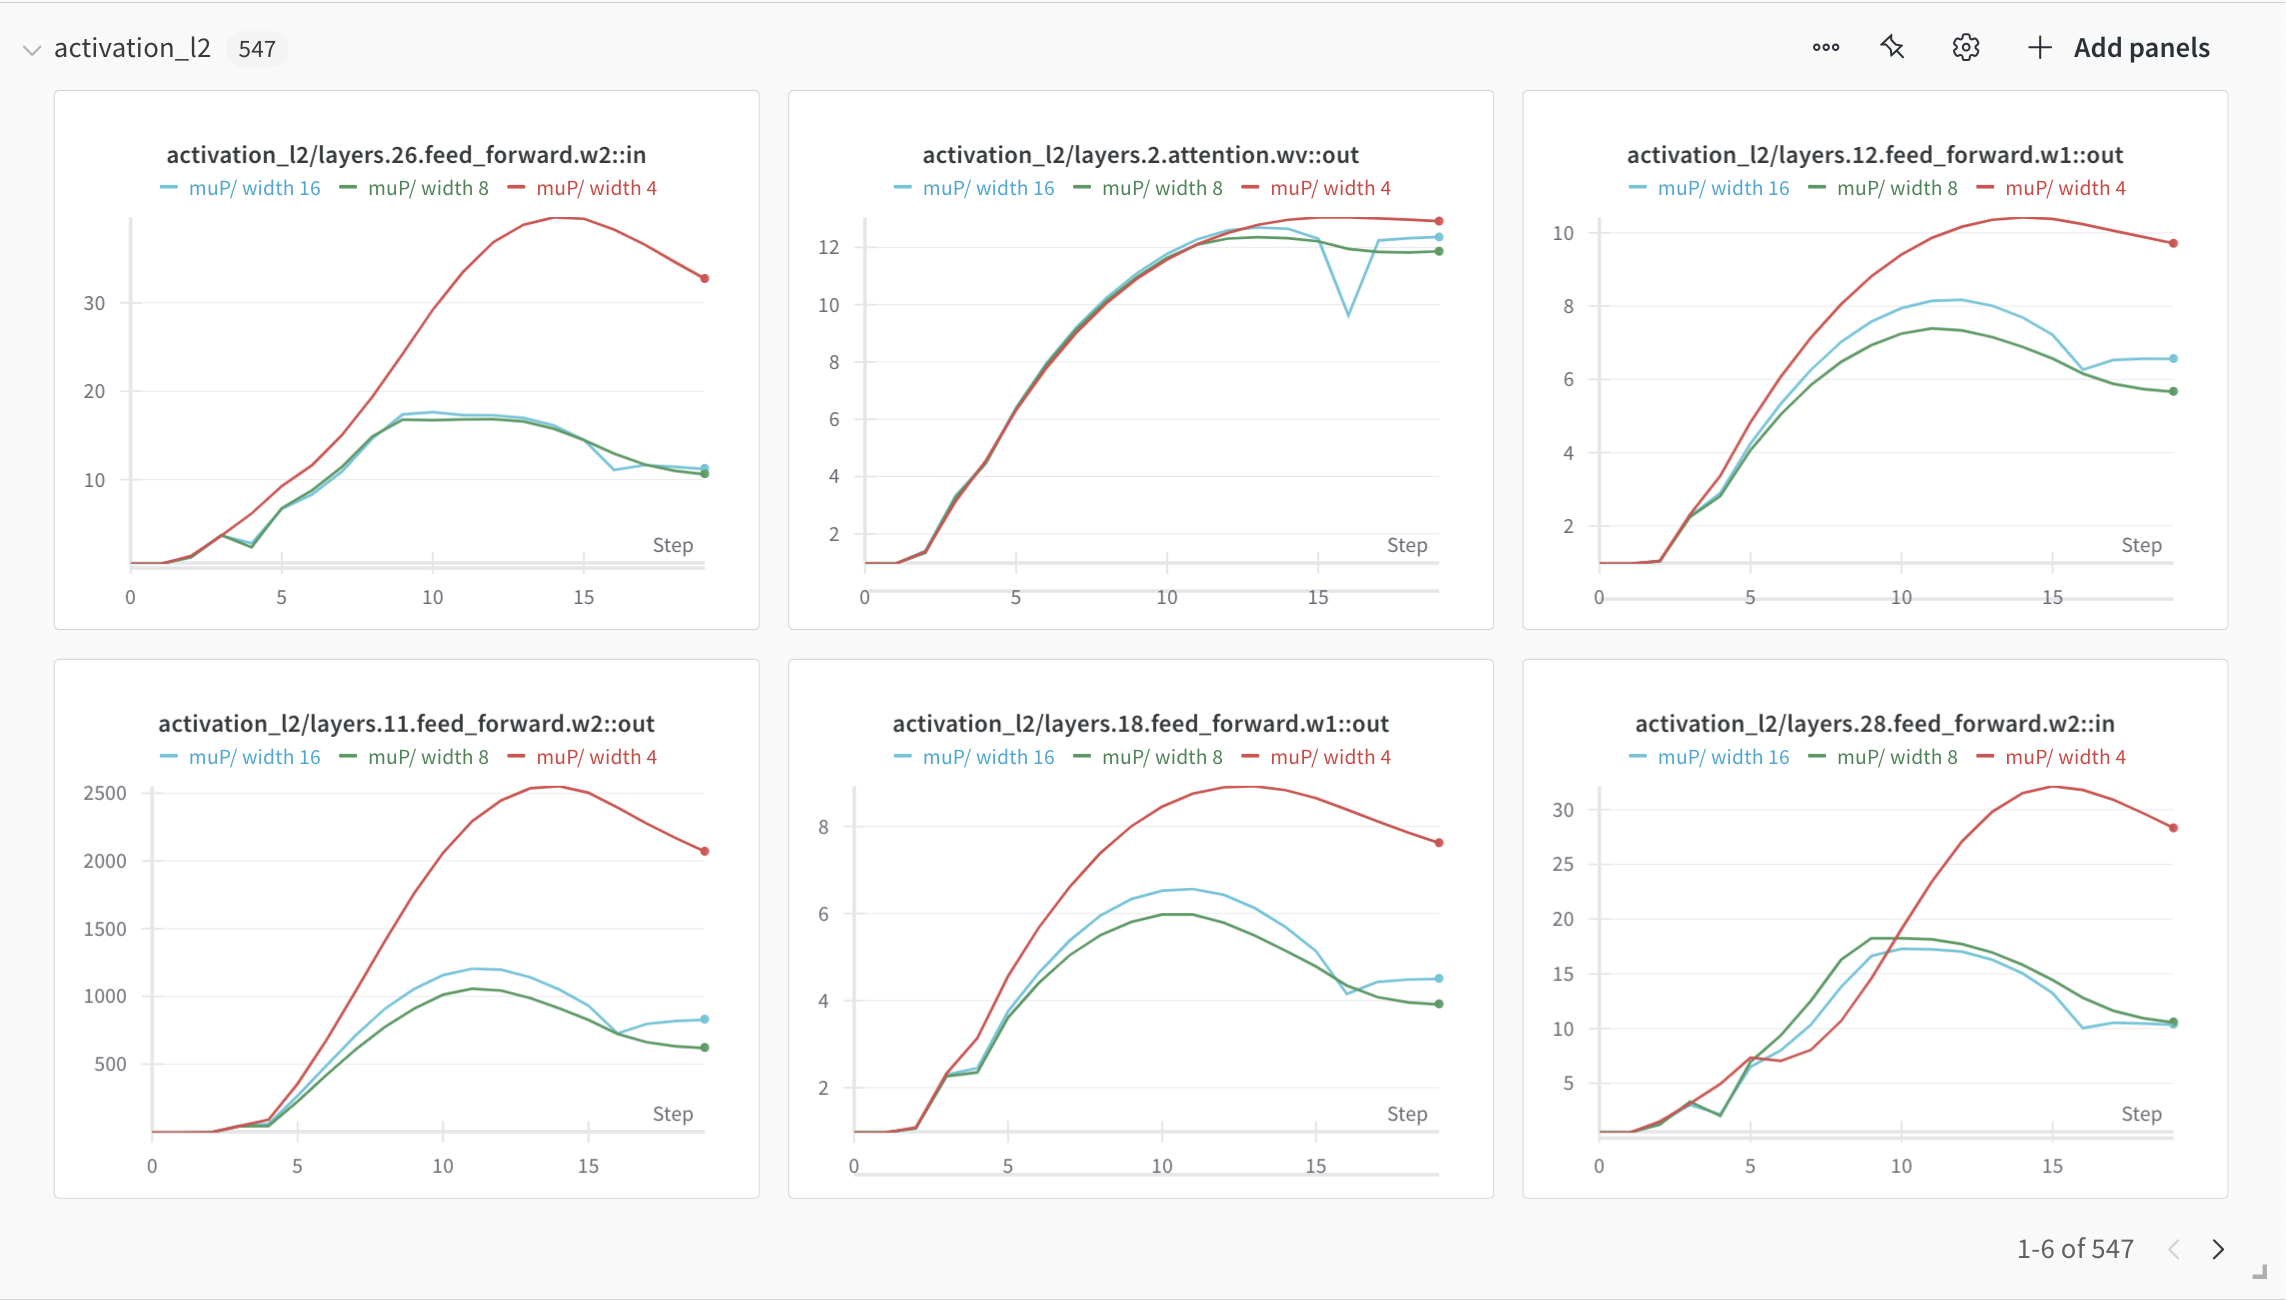 activation_l2 547
Add panels
activation_l2/layers.26.feed_forward.w2::in
muP/ width 16 muP/ width 8 muP/ width 4
30
20
10
Step
0 5 10 15
activation_l2/layers.2.attention.wv::out
muP/ width 16 muP/ width 8 muP/ width 4
12
10
8
6
4
2
Step
0 5 10 15
activation_l2/layers.12.feed_forward.w1::out
muP/ width 16 muP/ width 8 muP/ width 4
10
8
6
4
2
Step
0 5 10 15
activation_l2/layers.11.feed_forward.w2::out
muP/ width 16 muP/ width 8 muP/ width 4
2500
2000
1500
1000
500
Step
0 5 10 15
activation_l2/layers.18.feed_forward.w1::out
muP/ width 16 muP/ width 8 muP/ width 4
8
6
4
2
Step
0 5 10 15
activation_l2/layers.28.feed_forward.w2::in
muP/ width 16 muP/ width 8 muP/ width 4
30
25
20
15
10
5
Step
0 5 10 15
1-6 of 547